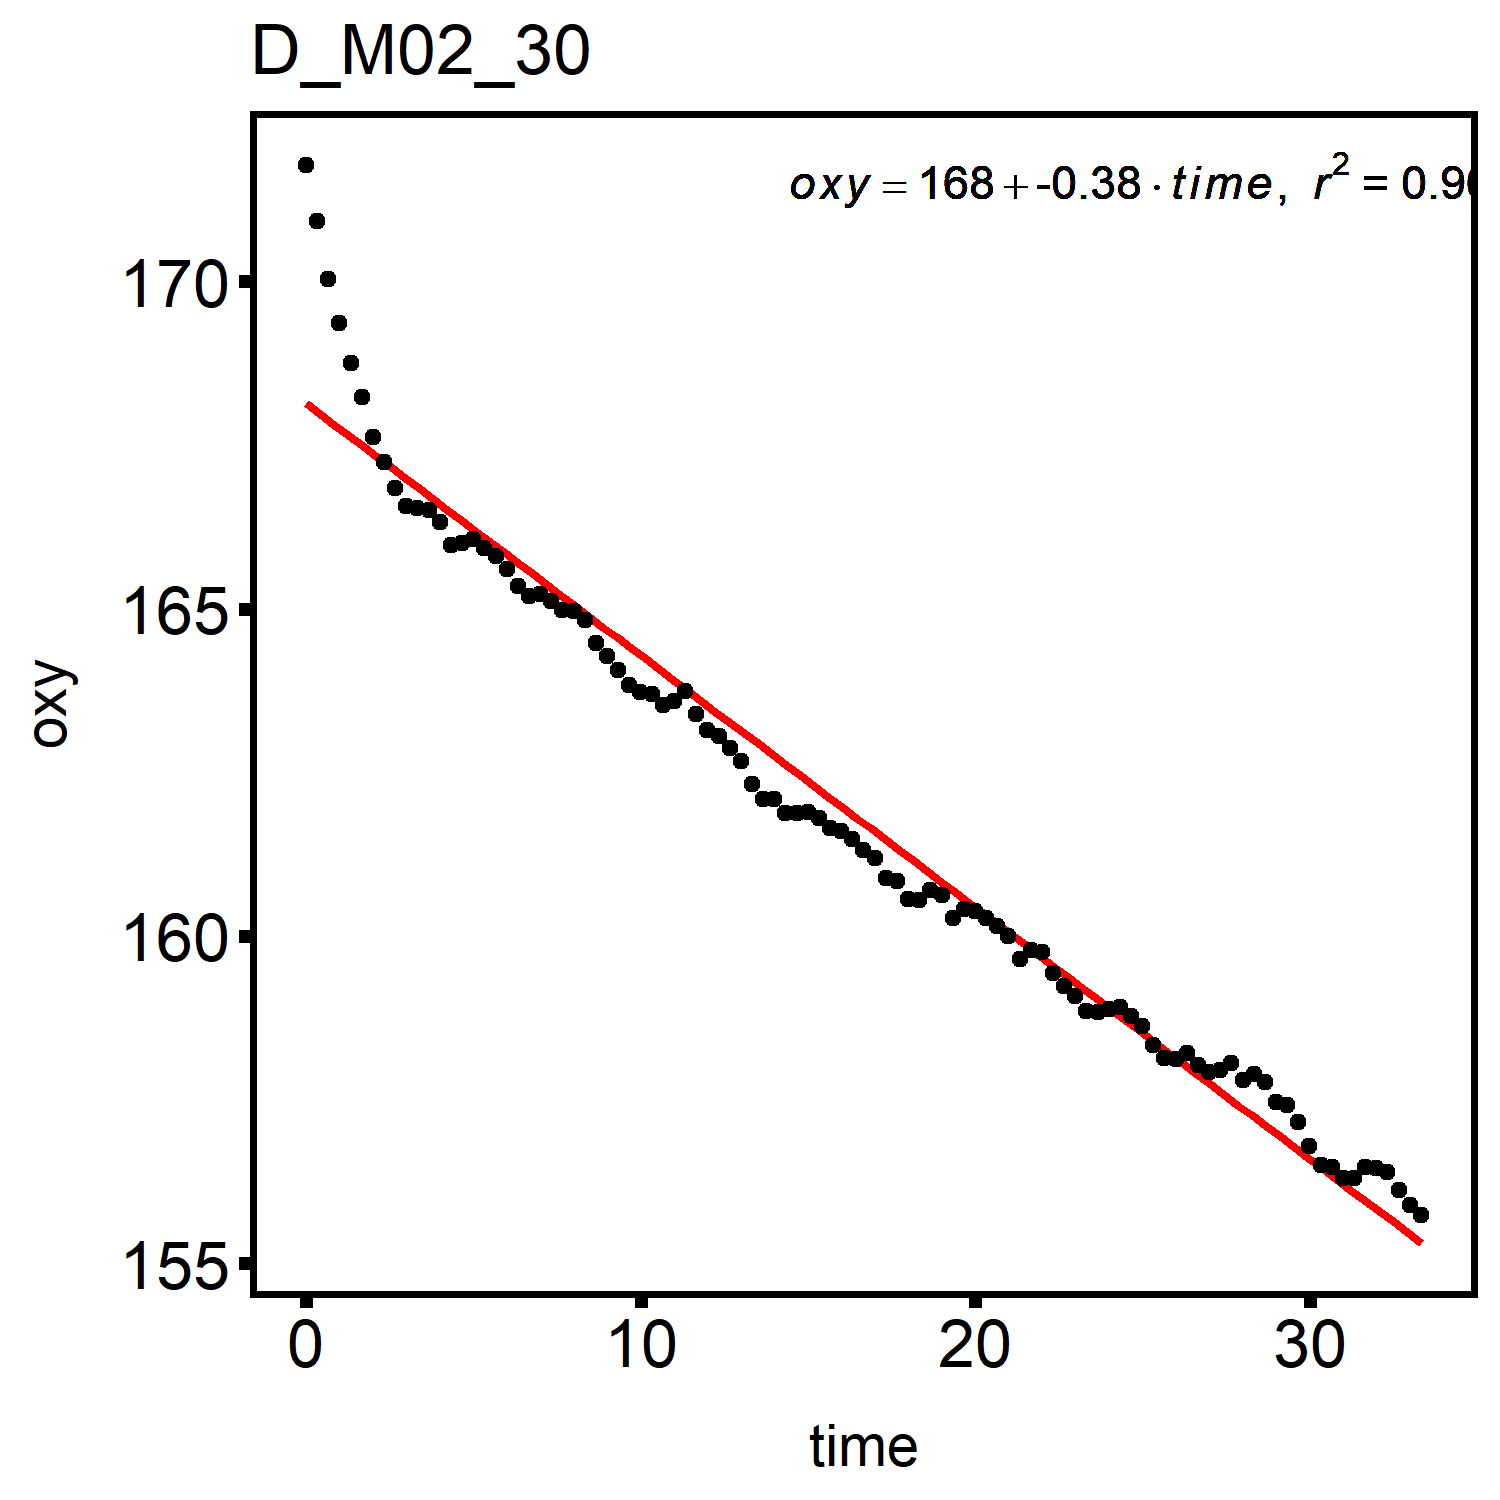 D_M02_30
oxy = 168 + -0.38 · time, r² = 0.9
170
165
160
155
oxy
0 10 20 30
time